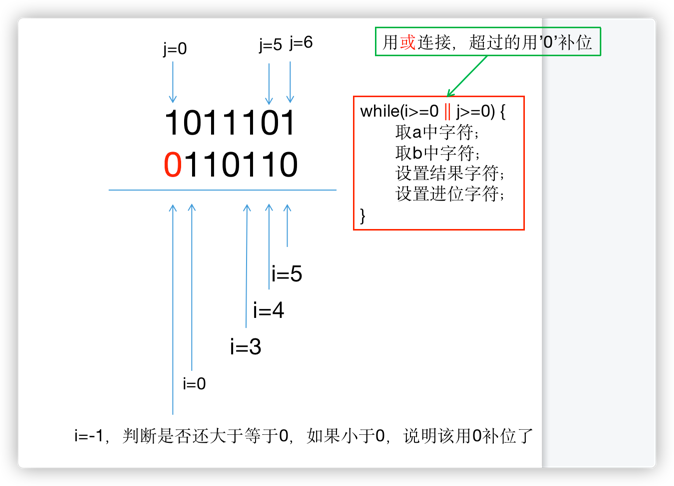 用或连接，超过的用’0’补位
j=0
j=5 j=6
1011101
0110110
while(i>=0 || j>=0) {
取a中字符；
取b中字符；
设置结果字符；
设置进位字符；
}
i=5
i=4
i=3
i=0
i=-1，判断是否还大于等于0，如果小于0，说明该用0补位了